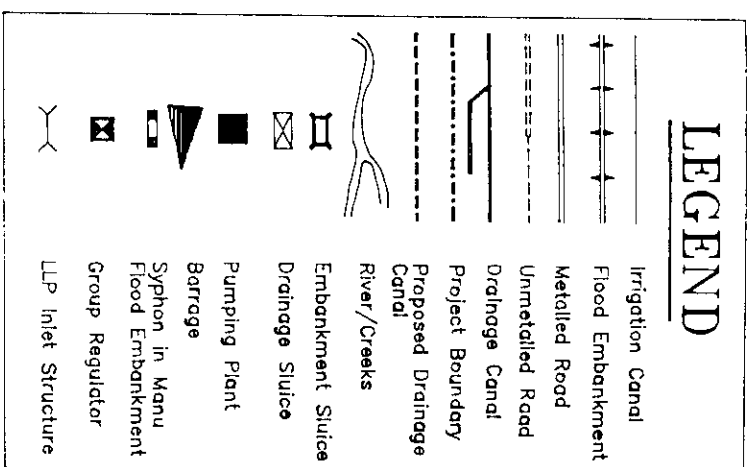 LEGEND
Irrigation Canal
Flood Embankment
Metalled Road
Unmetalled Road
Drainage Canal
Project Boundary
Proposed Drainage
Canal
River/Creeks
Embankment Sluice
Drainage Sluice
Pumping Plant
Barrage
Syphon in Manu
Flood Embankment
Group Regulator
LLP Inlet Structure